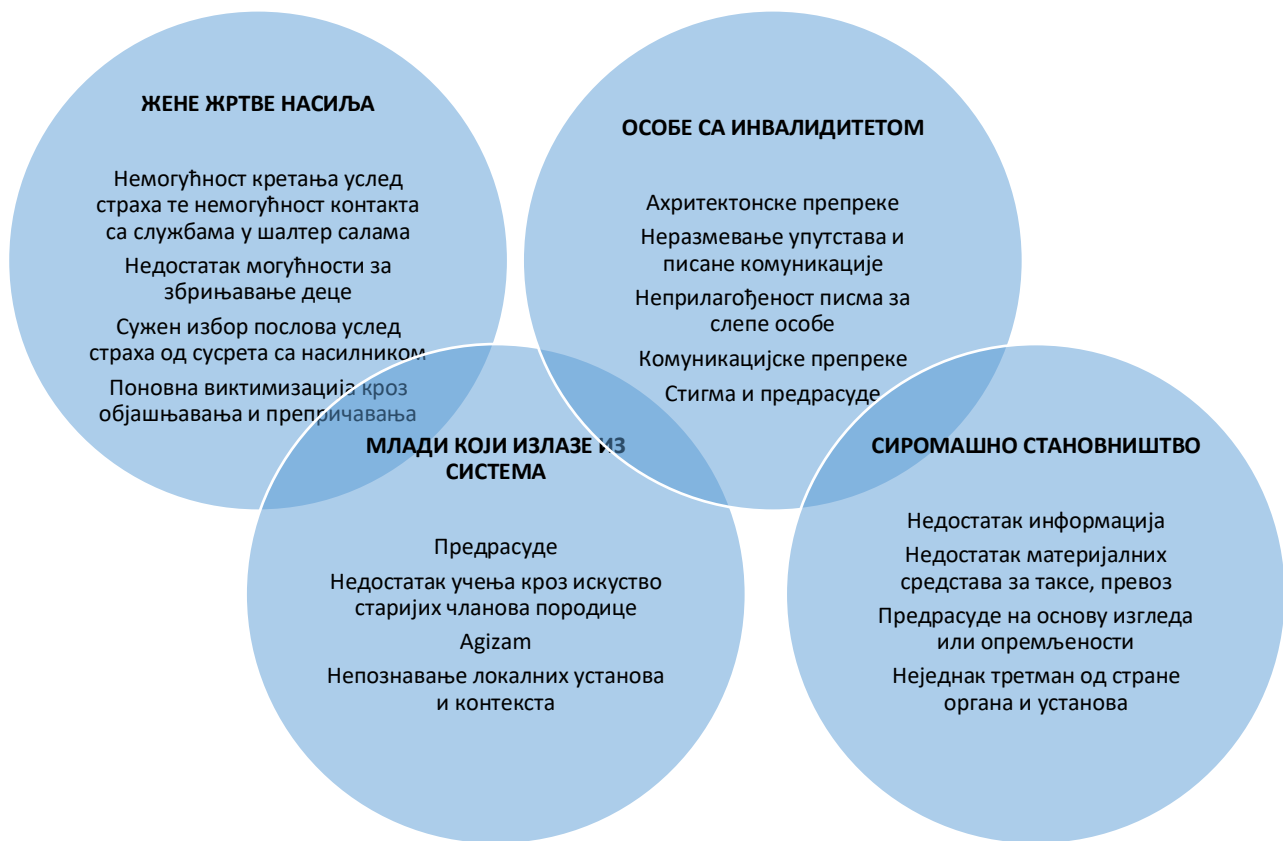 ЖЕНЕ ЖРТВЕ НАСИЉА
Немогућност кретања услед
страха те немогућност контакта
са службама у шалтер салама
Недостатак могућности за
збрињавање деце
Сужен избор послова услед
страха од сусрета са насилником
Поновна виктимизација кроз
објашњавања и препричавања
ОСОБЕ СА ИНВАЛИДИТЕТОМ
Ахритектонске препреке
Неразмевање упутстава и
писане комуникације
Неприлагођеност писма за
слепе особе
Комуникацијске препреке
Стигма и предрасуде
МЛАДИ КОЈИ ИЗЛАЗЕ ИЗ
СИСТЕМА
Предрасуде
Недостатак учења кроз искуство
старијих чланова породице
Agizam
Непознавање локалних установа
и контекста
СИРОМАШНО СТАНОВНИШТВО
Недостатак информација
Недостатак материјалних
средстава за таксе, превоз
Предрасуде на основу изгледа
или опремљености
Неједнак третман од стране
органа и установа